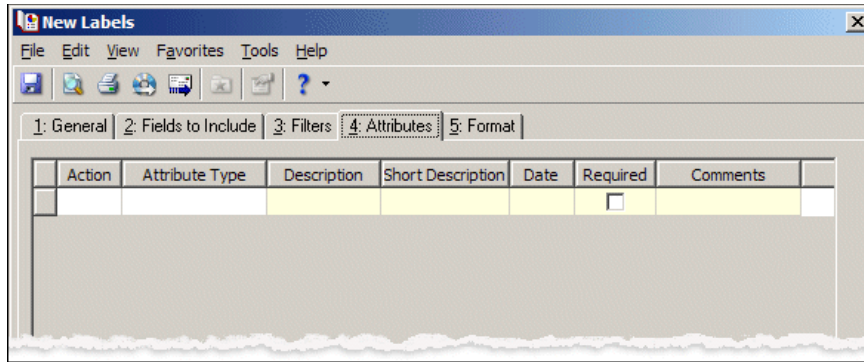 New Labels
File Edit View Favorites Tools Help
?
1: General 2: Fields to Include 3: Filters 4: Attributes 5: Format
Action Attribute Type Description Short Description Date Required Comments